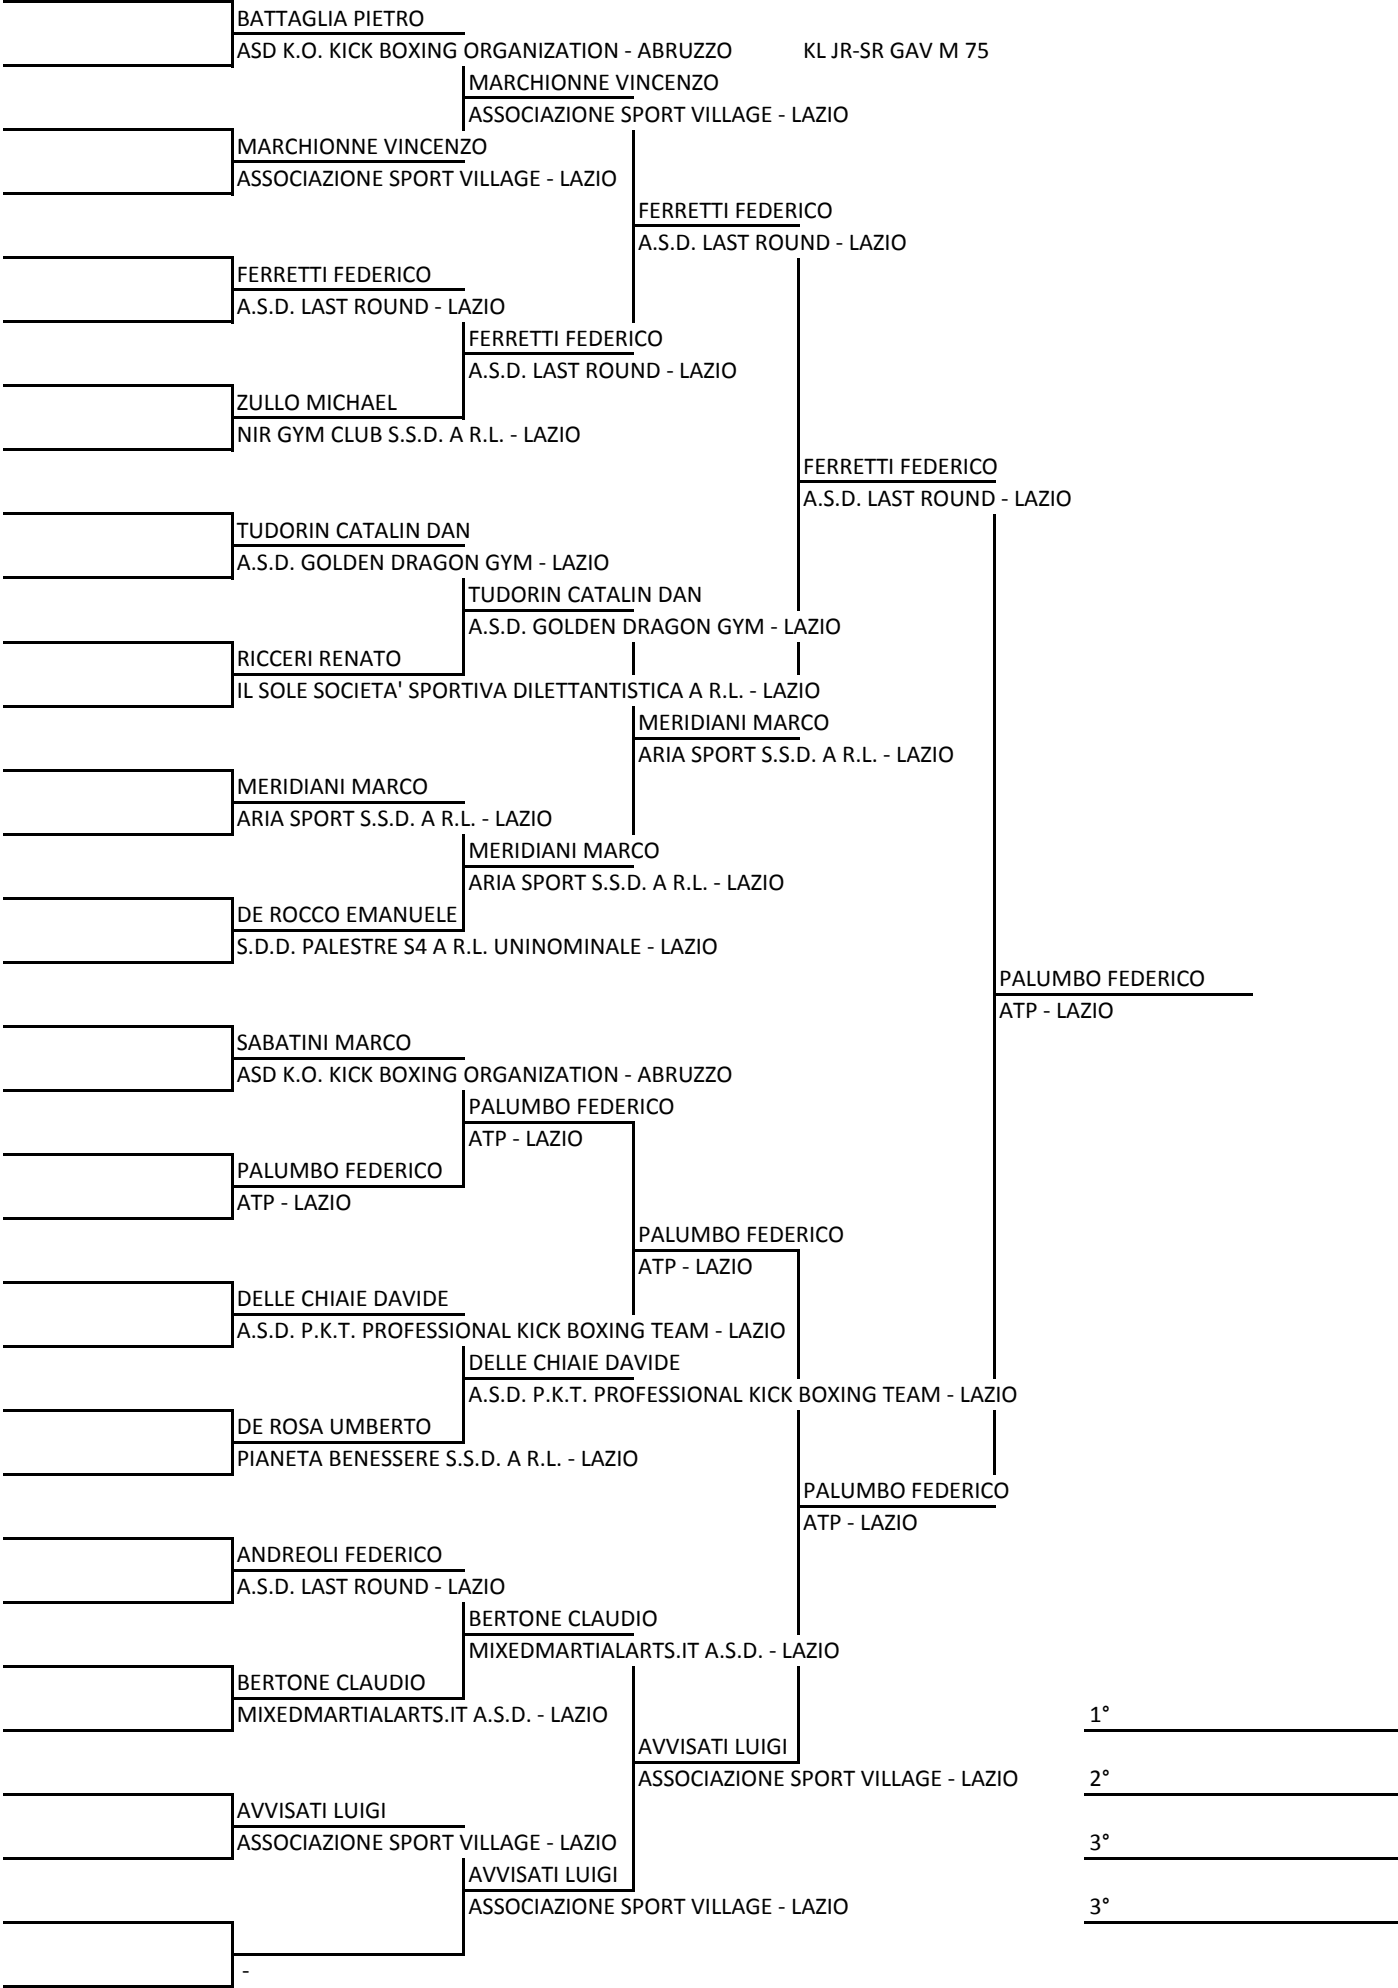 BATTAGLIA PIETRO
ASD K.O. KICK BOXING ORGANIZATION - ABRUZZO KL JR-SR GAV M 75
MARCHIONNE VINCENZO
ASSOCIAZIONE SPORT VILLAGE - LAZIO
MARCHIONNE VINCENZO
ASSOCIAZIONE SPORT VILLAGE - LAZIO
FERRETTI FEDERICO
A.S.D. LAST ROUND - LAZIO
FERRETTI FEDERICO
A.S.D. LAST ROUND - LAZIO
FERRETTI FEDERICO
A.S.D. LAST ROUND - LAZIO
ZULLO MICHAEL
NIR GYM CLUB S.S.D. A R.L. - LAZIO
FERRETTI FEDERICO
A.S.D. LAST ROUND - LAZIO
TUDORIN CATALIN DAN
A.S.D. GOLDEN DRAGON GYM - LAZIO
TUDORIN CATALIN DAN
A.S.D. GOLDEN DRAGON GYM - LAZIO
RICCERI RENATO
IL SOLE SOCIETA' SPORTIVA DILETTANTISTICA A R.L. - LAZIO
MERIDIANI MARCO
ARIA SPORT S.S.D. A R.L. - LAZIO
MERIDIANI MARCO
ARIA SPORT S.S.D. A R.L. - LAZIO
MERIDIANI MARCO
ARIA SPORT S.S.D. A R.L. - LAZIO
DE ROCCO EMANUELE
S.D.D. PALESTRE S4 A R.L. UNINOMINALE - LAZIO
PALUMBO FEDERICO
ATP - LAZIO
SABATINI MARCO
ASD K.O. KICK BOXING ORGANIZATION - ABRUZZO
PALUMBO FEDERICO
ATP - LAZIO
PALUMBO FEDERICO
ATP - LAZIO
PALUMBO FEDERICO
ATP - LAZIO
DELLE CHIAIE DAVIDE
A.S.D. P.K.T. PROFESSIONAL KICK BOXING TEAM - LAZIO
DELLE CHIAIE DAVIDE
A.S.D. P.K.T. PROFESSIONAL KICK BOXING TEAM - LAZIO
DE ROSA UMBERTO
PIANETA BENESSERE S.S.D. A R.L. - LAZIO
PALUMBO FEDERICO
ATP - LAZIO
ANDREOLI FEDERICO
A.S.D. LAST ROUND - LAZIO
BERTONE CLAUDIO
MIXEDMARTIALARTS.IT A.S.D. - LAZIO
BERTONE CLAUDIO
MIXEDMARTIALARTS.IT A.S.D. - LAZIO 1°
AVVISATI LUIGI
ASSOCIAZIONE SPORT VILLAGE - LAZIO 2°
AVVISATI LUIGI
ASSOCIAZIONE SPORT VILLAGE - LAZIO 3°
AVVISATI LUIGI
ASSOCIAZIONE SPORT VILLAGE - LAZIO 3°
-